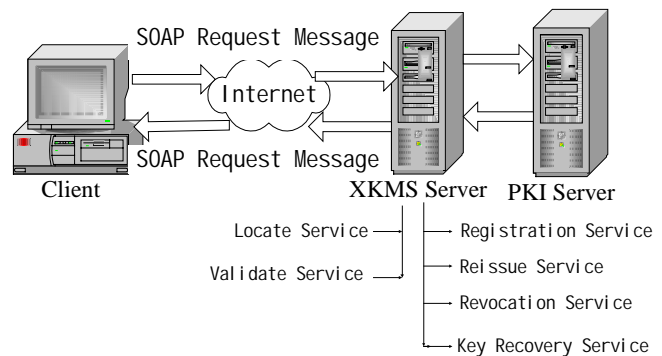 SOAP Request Message
Internet
SOAP Request Message
Client
XKMS Server
PKI Server
Locate Service
Validate Service
Registration Service
Reissue Service
Revocation Service
Key Recovery Service